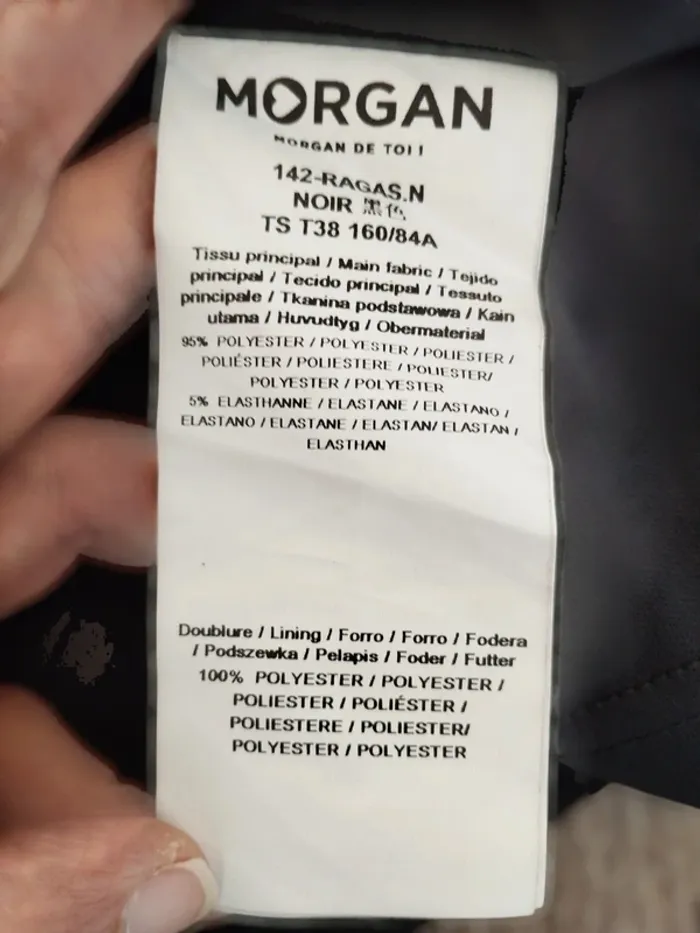 MORGAN
MORGAN DE TOI !
142-RAGAS.N
NOIR 黑色
TS T38 160/84A
Tissu principal / Main fabric / Tejido
principal / Tecido principal / Tessuto
principale / Tkanina podstawowa / Kain
utama / Huvudtyg / Obermaterial
95% POLYESTER / POLYESTER / POLIESTER /
POLIÉSTER / POLIESTERE / POLIESTER/
POLYESTER / POLYESTER
5% ELASTHANNE / ELASTANE / ELASTANO /
ELASTANO / ELASTANE / ELASTAN/ ELASTAN /
ELASTHAN
Doublure / Lining / Forro / Forro / Fodera
/ Podszewka / Pelapis / Foder / Futter
100% POLYESTER / POLYESTER /
POLIESTER / POLIÉSTER /
POLIESTERE / POLIESTER/
POLYESTER / POLYESTER